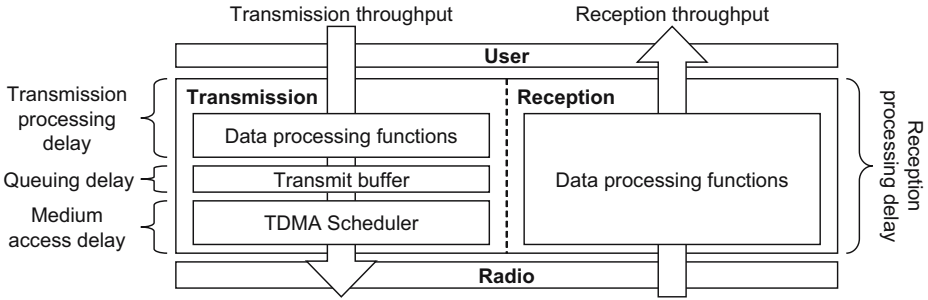 Transmission throughput
Reception throughput
User
Transmission
processing
delay
Transmission
Reception
Reception
processing delay
Data processing functions
Data processing functions
Queuing delay
Transmit buffer
Medium
access delay
TDMA Scheduler
Radio